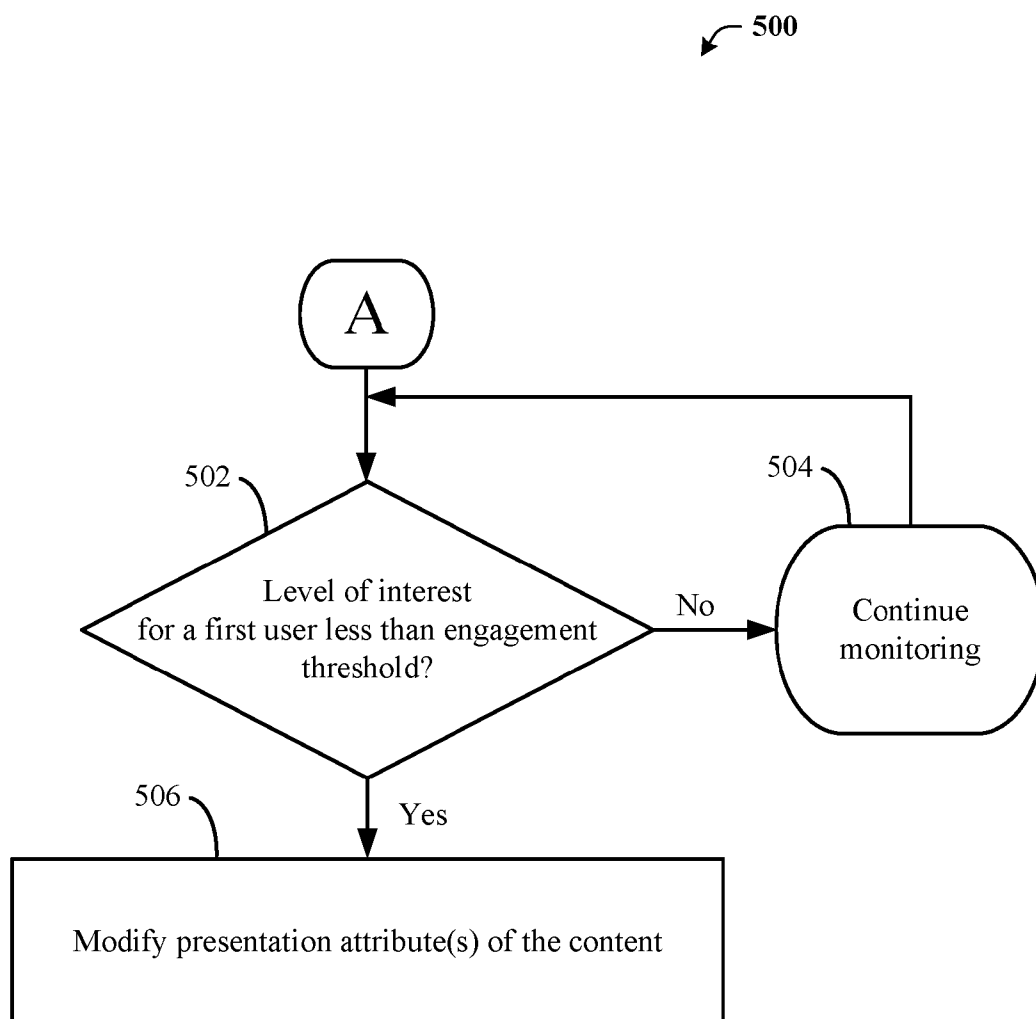 500
A
502
504
Level of interest
for a first user less than engagement
threshold?
No
Continue
monitoring
506
Yes
Modify presentation attribute(s) of the content